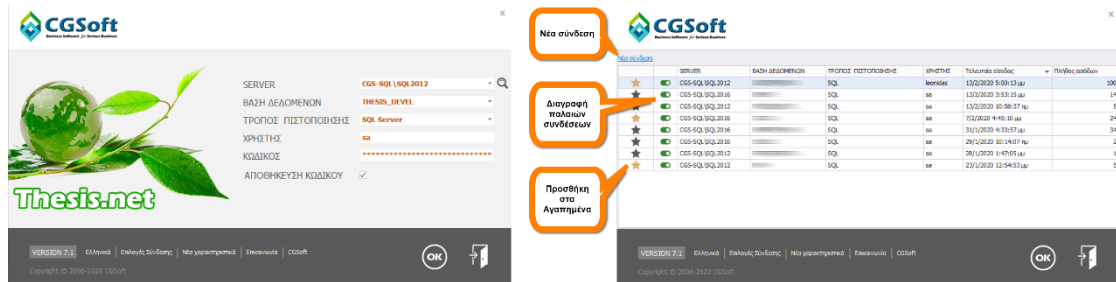 CGSoft
Business Software for Serious Business
x
SERVER CGS-SQL\SQL2012
ΒΑΣΗ ΔΕΔΟΜΕΝΩΝ THESIS_DEVEL
ΤΡΟΠΟΣ ΠΙΣΤΟΠΟΙΗΣΗΣ SQL Server
ΧΡΗΣΤΗΣ sa
ΚΩΔΙΚΟΣ ****************************
ΑΠΟΘΗΚΕΥΣΗ ΚΩΔΙΚΟΥ
Thesis.net
VERSION 7.1 Ελληνικά | Επιλογές Σύνδεσης | Νέα χαρακτηριστικά | Επικοινωνία | CGSoft
OK
Copyright © 2006-2020 CGSoft
Νέα σύνδεση
Διαγραφή
παλαιών
συνδέσεων
Προσθήκη
στα
Αγαπημένα
CGSoft
Business Software for Serious Business
x
Νέα σύνδεση
SERVER ΒΑΣΗ ΔΕΔΟΜΕΝΩΝ ΤΡΟΠΟΣ ΠΙΣΤΟΠΟΙΗΣΗΣ ΧΡΗΣΤΗΣ Τελευταία είσοδος Πλήθος εισόδων
CGS-SQL\SQL2012 SQL leonidas 13/2/2020 5:00:13 μμ 100
CGS-SQL\SQL2016 SQL sa 13/2/2020 3:53:15 μμ 14
CGS-SQL\SQL2012 SQL sa 13/2/2020 10:58:37 πμ
CGS-SQL\SQL2016 SQL sa 7/2/2020 4:45:10 μμ 24
CGS-SQL\SQL2016 SQL sa 31/1/2020 4:33:57 μμ 34
CGS-SQL\SQL2016 SQL sa 29/1/2020 10:14:07 πμ
CGS-SQL\SQL2012 SQL sa 28/1/2020 1:47:05 μμ
CGS-SQL\SQL2012 SQL sa 23/1/2020 12:54:53 μμ
VERSION 7.1 Ελληνικά | Επιλογές Σύνδεσης | Νέα χαρακτηριστικά | Επικοινωνία | CGSoft
OK
Copyright © 2006-2020 CGSoft